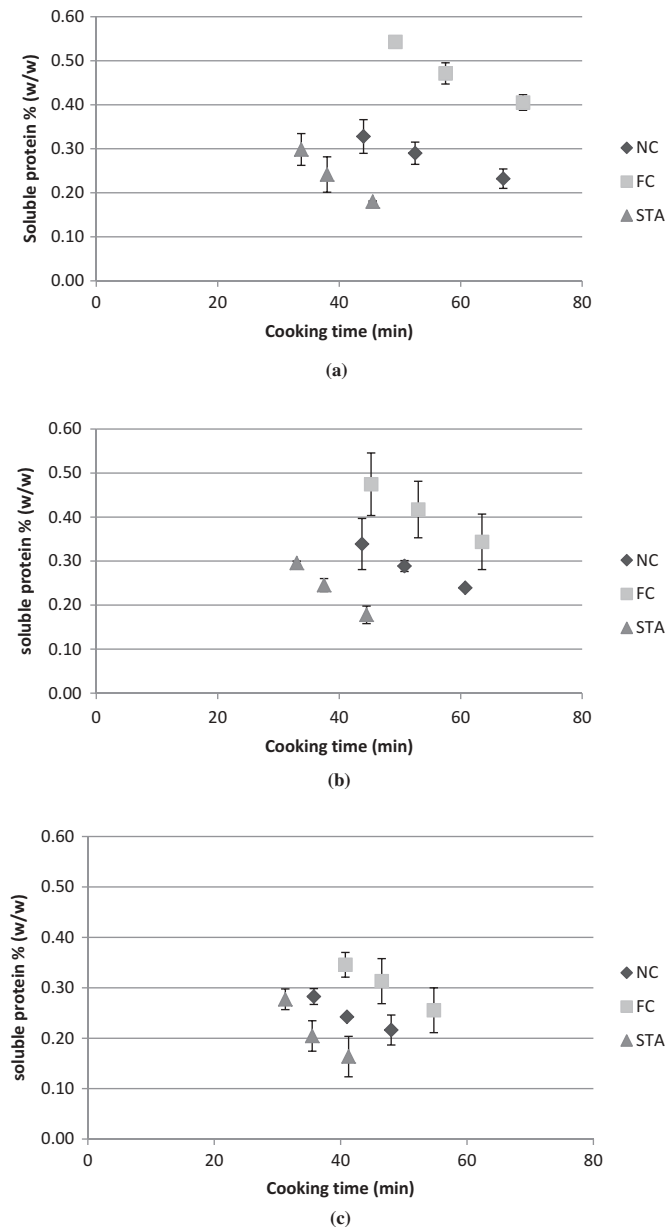 0.60
0.50
0.40
0.30
0.20
0.10
0.00
Soluble protein % (w/w)
0 20 40 60 80
Cooking time (min)
NC
FC
STA
(a)
0.60
0.50
0.40
0.30
0.20
0.10
0.00
soluble protein % (w/w)
0 20 40 60 80
Cooking time (min)
NC
FC
STA
(b)
0.60
0.50
0.40
0.30
0.20
0.10
0.00
soluble protein % (w/w)
0 20 40 60 80
Cooking time (min)
NC
FC
STA
(c)